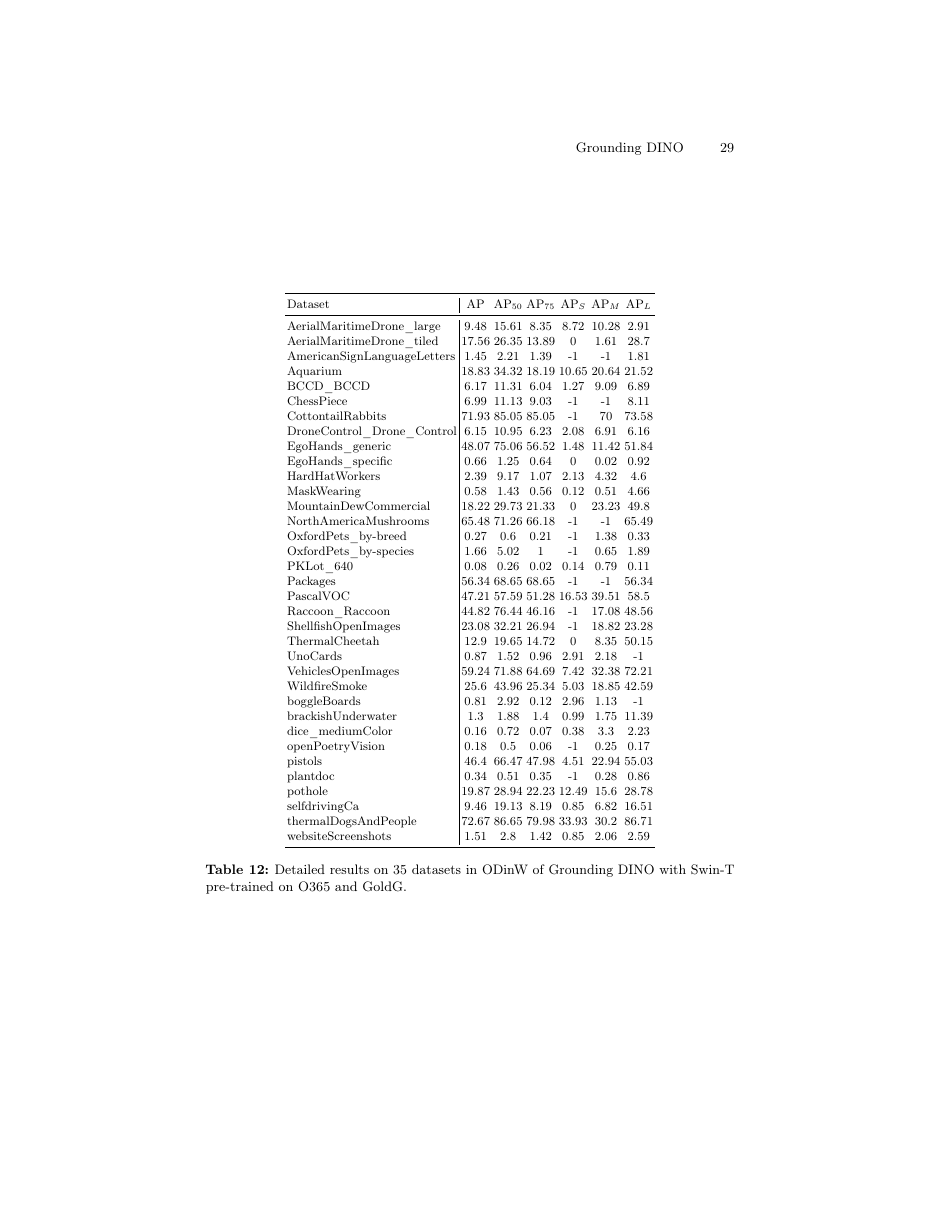 Grounding DINO 29
Dataset AP AP50 AP75 APS APM APL
AerialMaritimeDrone_large 9.48 15.61 8.35 8.72 10.28 2.91
AerialMaritimeDrone_tiled 17.56 26.35 13.89 0 1.61 28.7
AmericanSignLanguageLetters 1.45 2.21 1.39 -1 -1 1.81
Aquarium 18.83 34.32 18.19 10.65 20.64 21.52
BCCD_BCCD 6.17 11.31 6.04 1.27 9.09 6.89
ChessPiece 6.99 11.13 9.03 -1 -1 8.11
CottontailRabbits 71.93 85.05 85.05 -1 70 73.58
DroneControl_Drone_Control 6.15 10.95 6.23 2.08 6.91 6.16
EgoHands_generic 48.07 75.06 56.52 1.48 11.42 51.84
EgoHands_specific 0.66 1.25 0.64 0 0.02 0.92
HardHatWorkers 2.39 9.17 1.07 2.13 4.32 4.6
MaskWearing 0.58 1.43 0.56 0.12 0.51 4.66
MountainDewCommercial 18.22 29.73 21.33 0 23.23 49.8
NorthAmericaMushrooms 65.48 71.26 66.18 -1 -1 65.49
OxfordPets_by-breed 0.27 0.6 0.21 -1 1.38 0.33
OxfordPets_by-species 1.66 5.02 1 -1 0.65 1.89
PKLot_640 0.08 0.26 0.02 0.14 0.79 0.11
Packages 56.34 68.65 68.65 -1 -1 56.34
PascalVOC 47.21 57.59 51.28 16.53 39.51 58.5
Raccoon_Raccoon 44.82 76.44 46.16 -1 17.08 48.56
ShellfishOpenImages 23.08 32.21 26.94 -1 18.82 23.28
ThermalCheetah 12.9 19.65 14.72 0 8.35 50.15
UnoCards 0.87 1.52 0.96 2.91 2.18 -1
VehiclesOpenImages 59.24 71.88 64.69 7.42 32.38 72.21
WildfireSmoke 25.6 43.96 25.34 5.03 18.85 42.59
boggleBoards 0.81 2.92 0.12 2.96 1.13 -1
brackishUnderwater 1.3 1.88 1.4 0.99 1.75 11.39
dice_mediumColor 0.16 0.72 0.07 0.38 3.3 2.23
openPoetryVision 0.18 0.5 0.06 -1 0.25 0.17
pistols 46.4 66.47 47.98 4.51 22.94 55.03
plantdoc 0.34 0.51 0.35 -1 0.28 0.86
pothole 19.87 28.94 22.23 12.49 15.6 28.78
selfdrivingCa 9.46 19.13 8.19 0.85 6.82 16.51
thermalDogsAndPeople 72.67 86.65 79.98 33.93 30.2 86.71
websiteScreenshots 1.51 2.8 1.42 0.85 2.06 2.59
Table 12: Detailed results on 35 datasets in ODinW of Grounding DINO with Swin-T
pre-trained on O365 and GoldG.